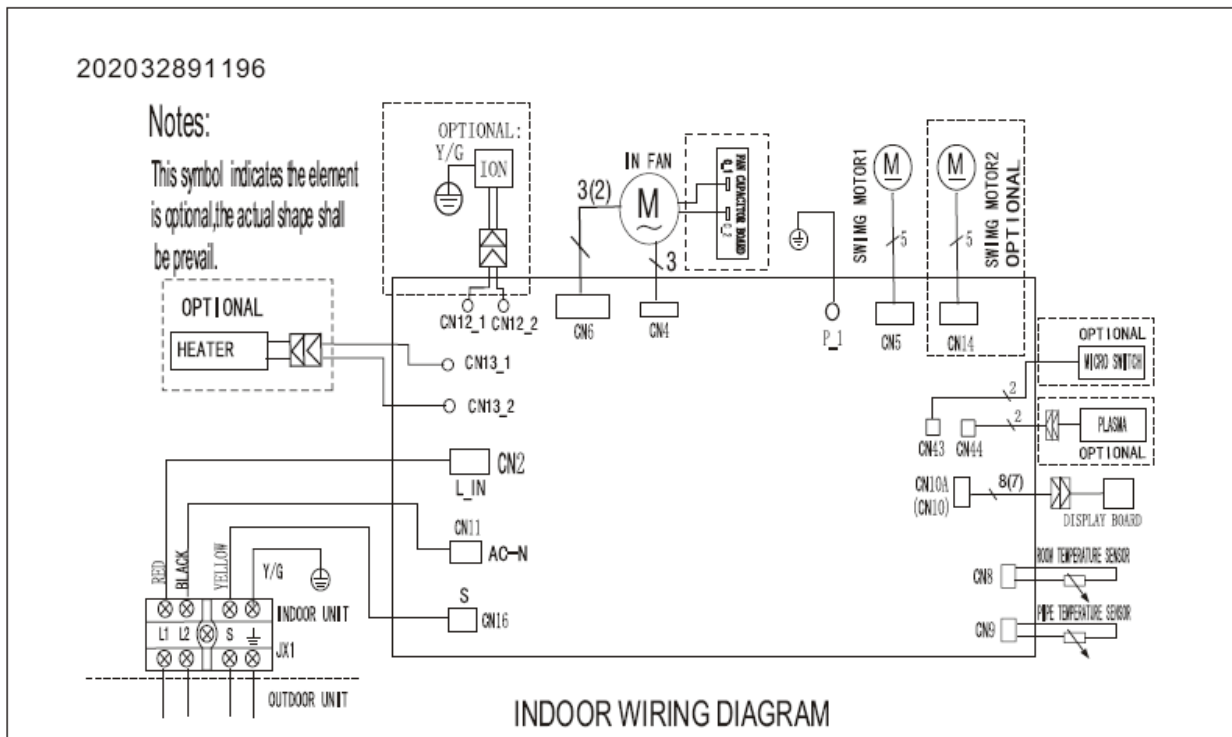 202032891196
Notes:
This symbol indicates the element
is optional,the actual shape shall
be prevail.
OPTIONAL:
Y/G
ION
IN FAN
3(2)
M
3
FAN CAPACITOR BOARD
SWIMG MOTOR1
M
5
SWIMG MOTOR2
OPTIONAL
M
5
CN12_1 CN12_2
CN6
CN4
P_1
CN5
CN14
OPTIONAL
HEATER
CN13_1
CN13_2
OPTIONAL
MICRO SWITCH
2
CN43
CN44
2
PLASMA
OPTIONAL
CN2
L_IN
CN10A
(CN10)
8(7)
DISPLAY BOARD
CN11
AC-N
RED
BLACK
YELLOW
Y/G
CN8
ROOM TEMPERATURE SENSOR
S
CN16
CN9
PIPE TEMPERATURE SENSOR
INDOOR UNIT
L1 L2 S
JX1
OUTDOOR UNIT
INDOOR WIRING DIAGRAM